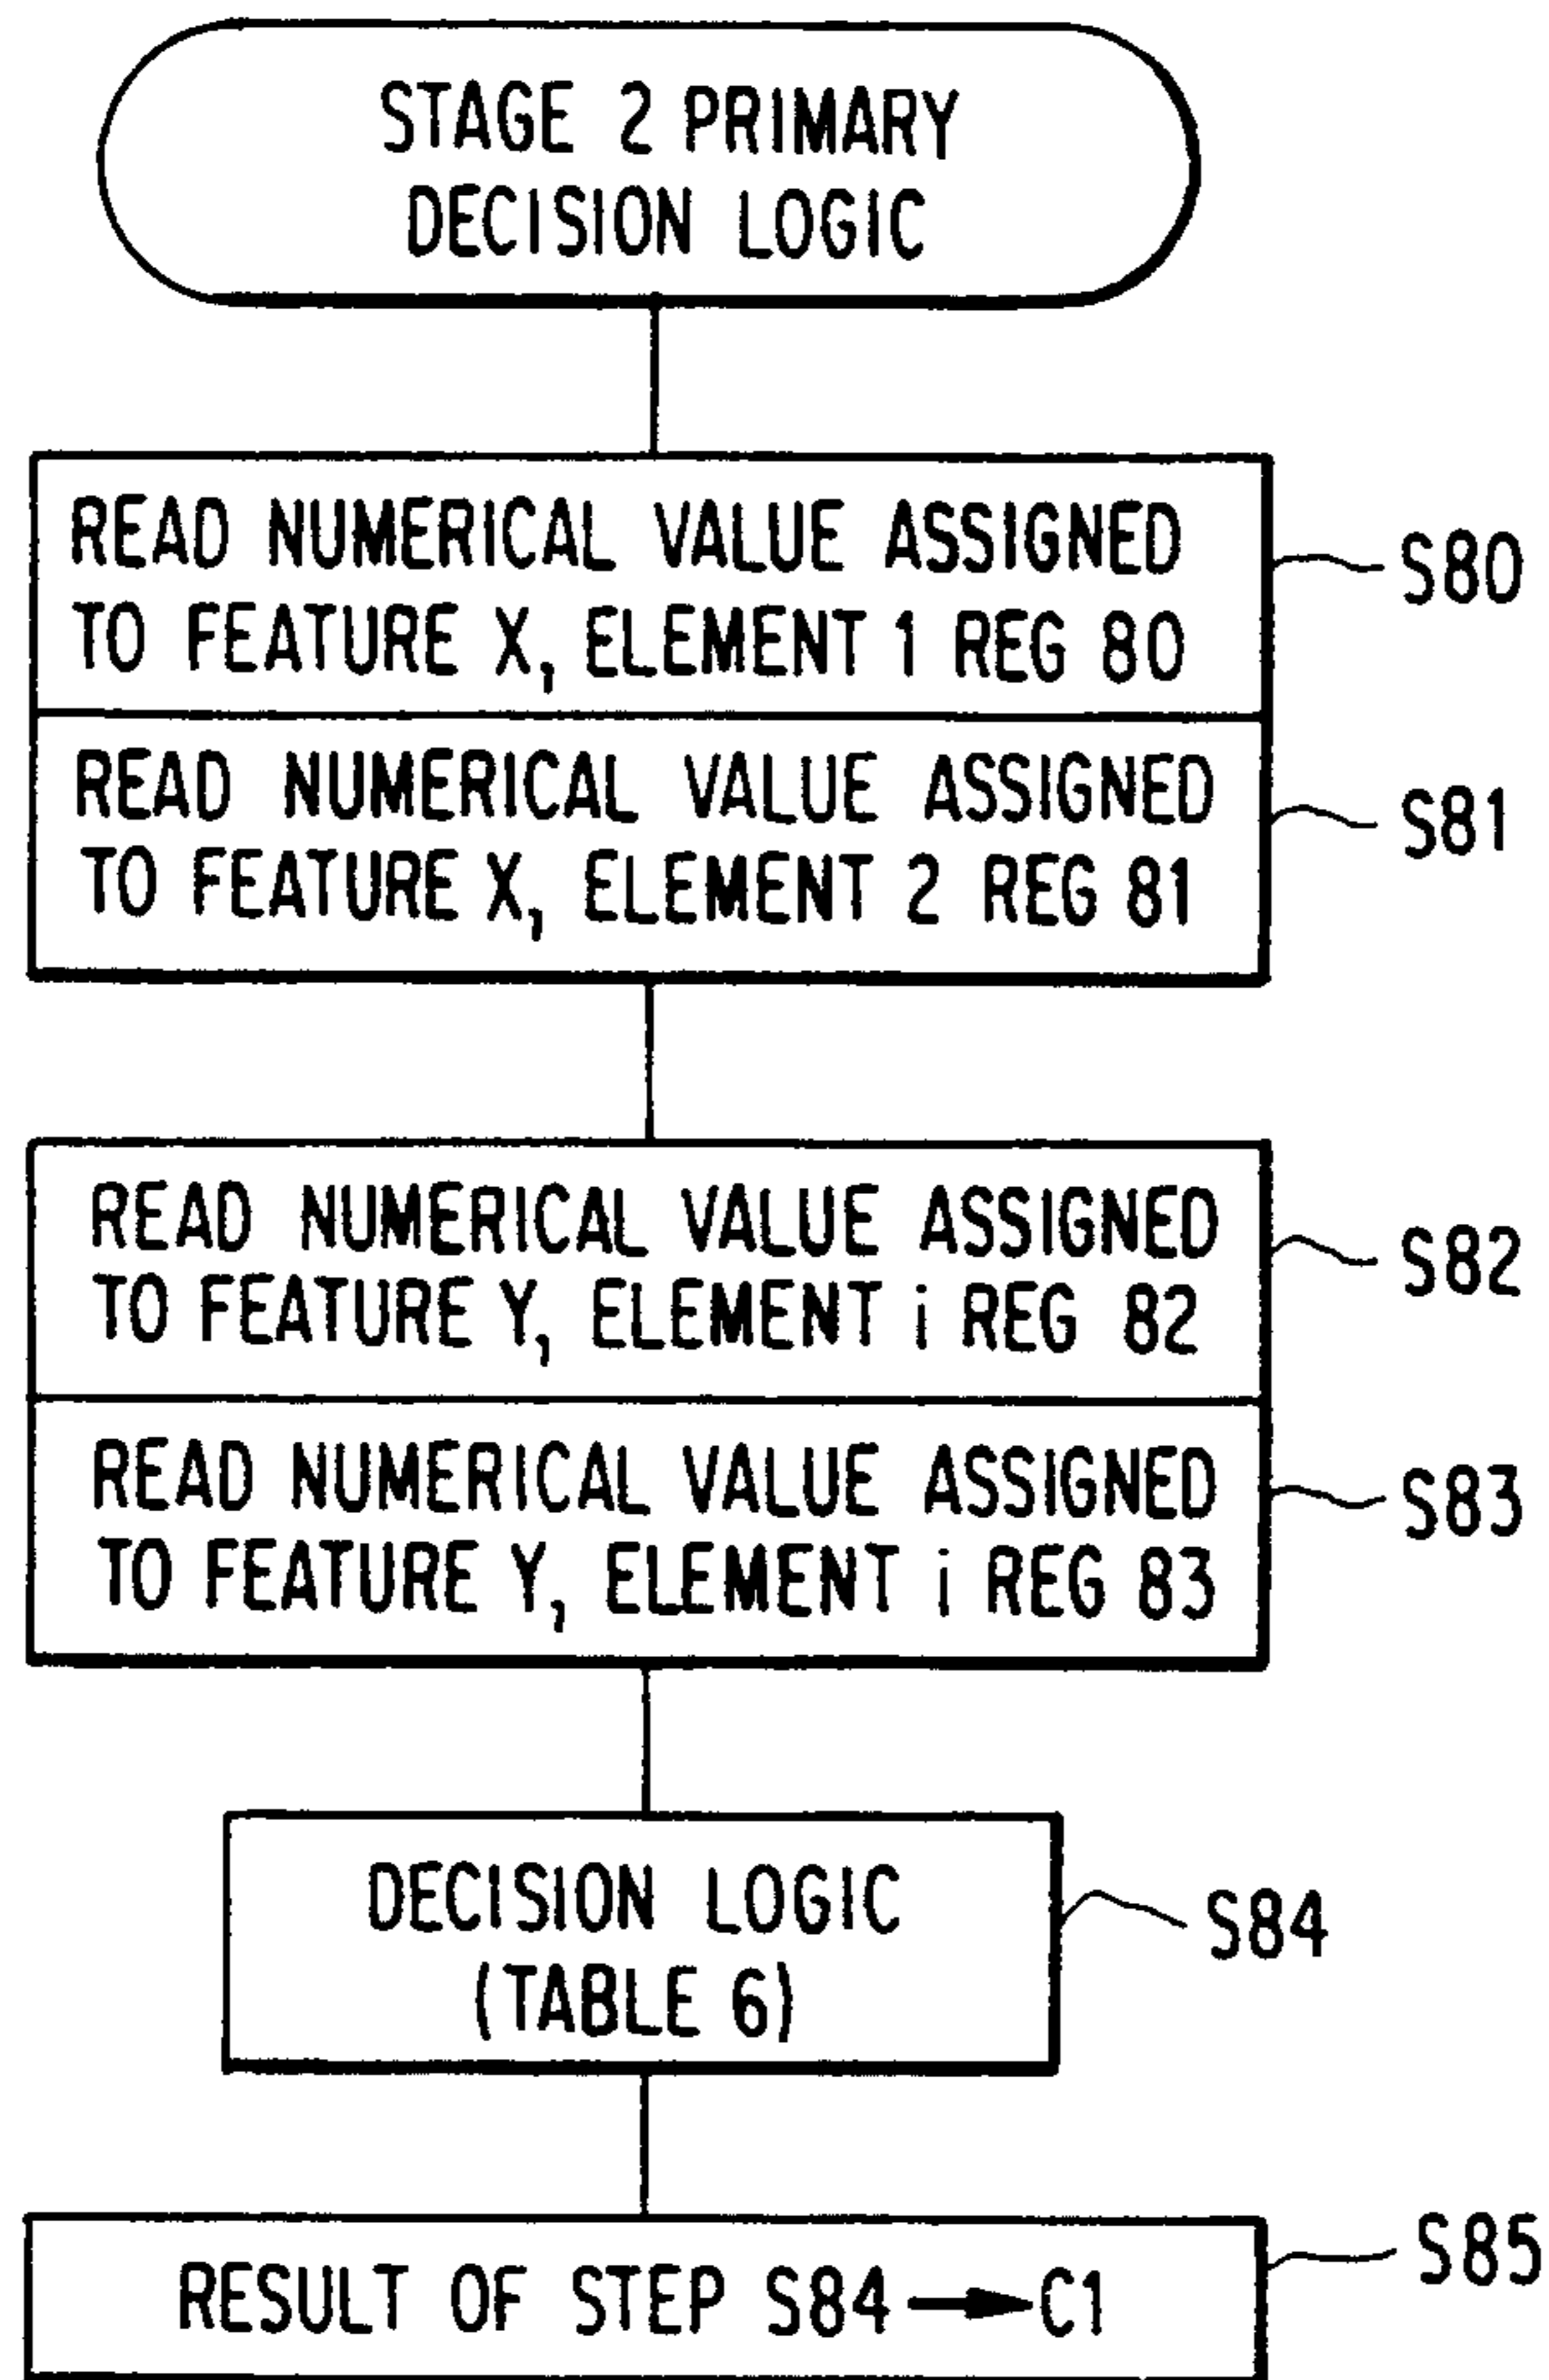 STAGE 2 PRIMARY
DECISION LOGIC
READ NUMERICAL VALUE ASSIGNED
TO FEATURE X, ELEMENT 1 REG 80
S80
READ NUMERICAL VALUE ASSIGNED
TO FEATURE X, ELEMENT 2 REG 81
S81
READ NUMERICAL VALUE ASSIGNED
TO FEATURE Y, ELEMENT i REG 82
S82
READ NUMERICAL VALUE ASSIGNED
TO FEATURE Y, ELEMENT i REG 83
S83
DECISION LOGIC
(TABLE 6)
S84
RESULT OF STEP S84 → C1
S85